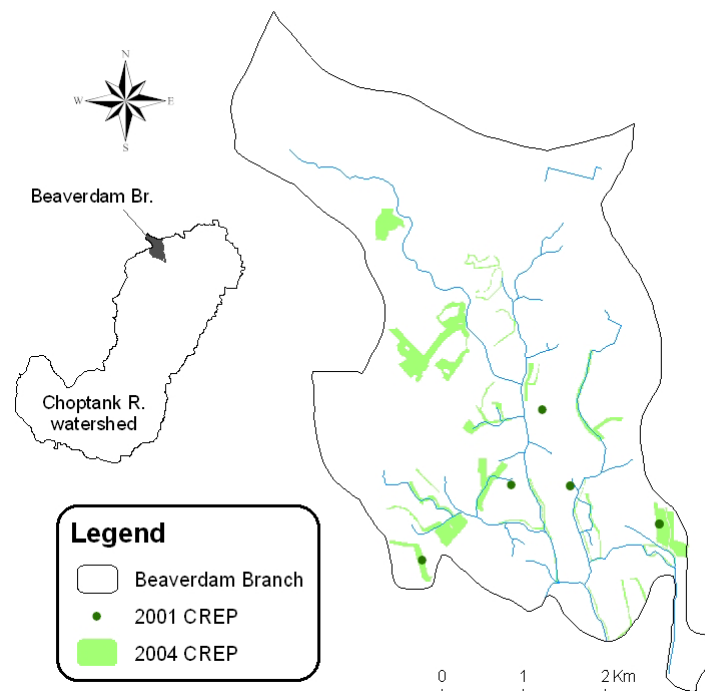 N
W E
S
Beaverdam Br.
Choptank R.
watershed
Legend
Beaverdam Branch
2001 CREP
2004 CREP
0 1 2 Km